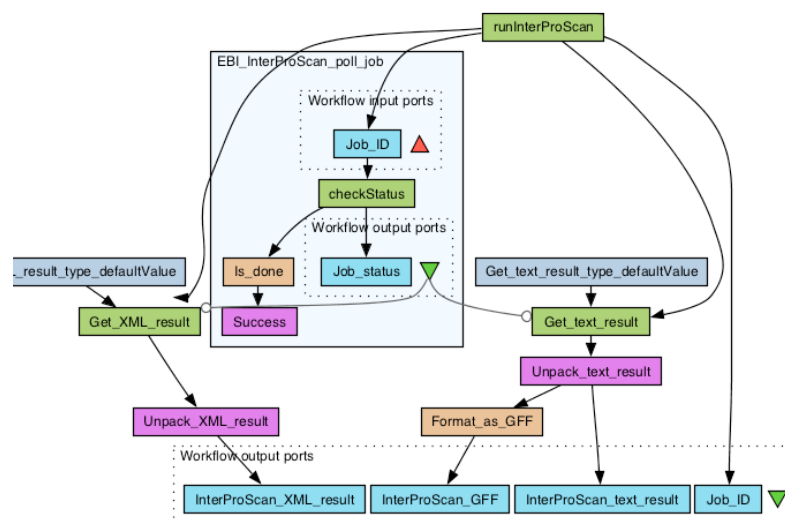 runInterProScan
EBI_InterProScan_poll_job
Workflow input ports
Job_ID
checkStatus
Workflow output ports
._result_type_defaultValue
Is_done
Job_status
Get_text_result_type_defaultValue
Get_XML_result
Success
Get_text_result
Unpack_text_result
Unpack_XML_result
Format_as_GFF
Workflow output ports
InterProScan_XML_result
InterProScan_GFF
InterProScan_text_result
Job_ID